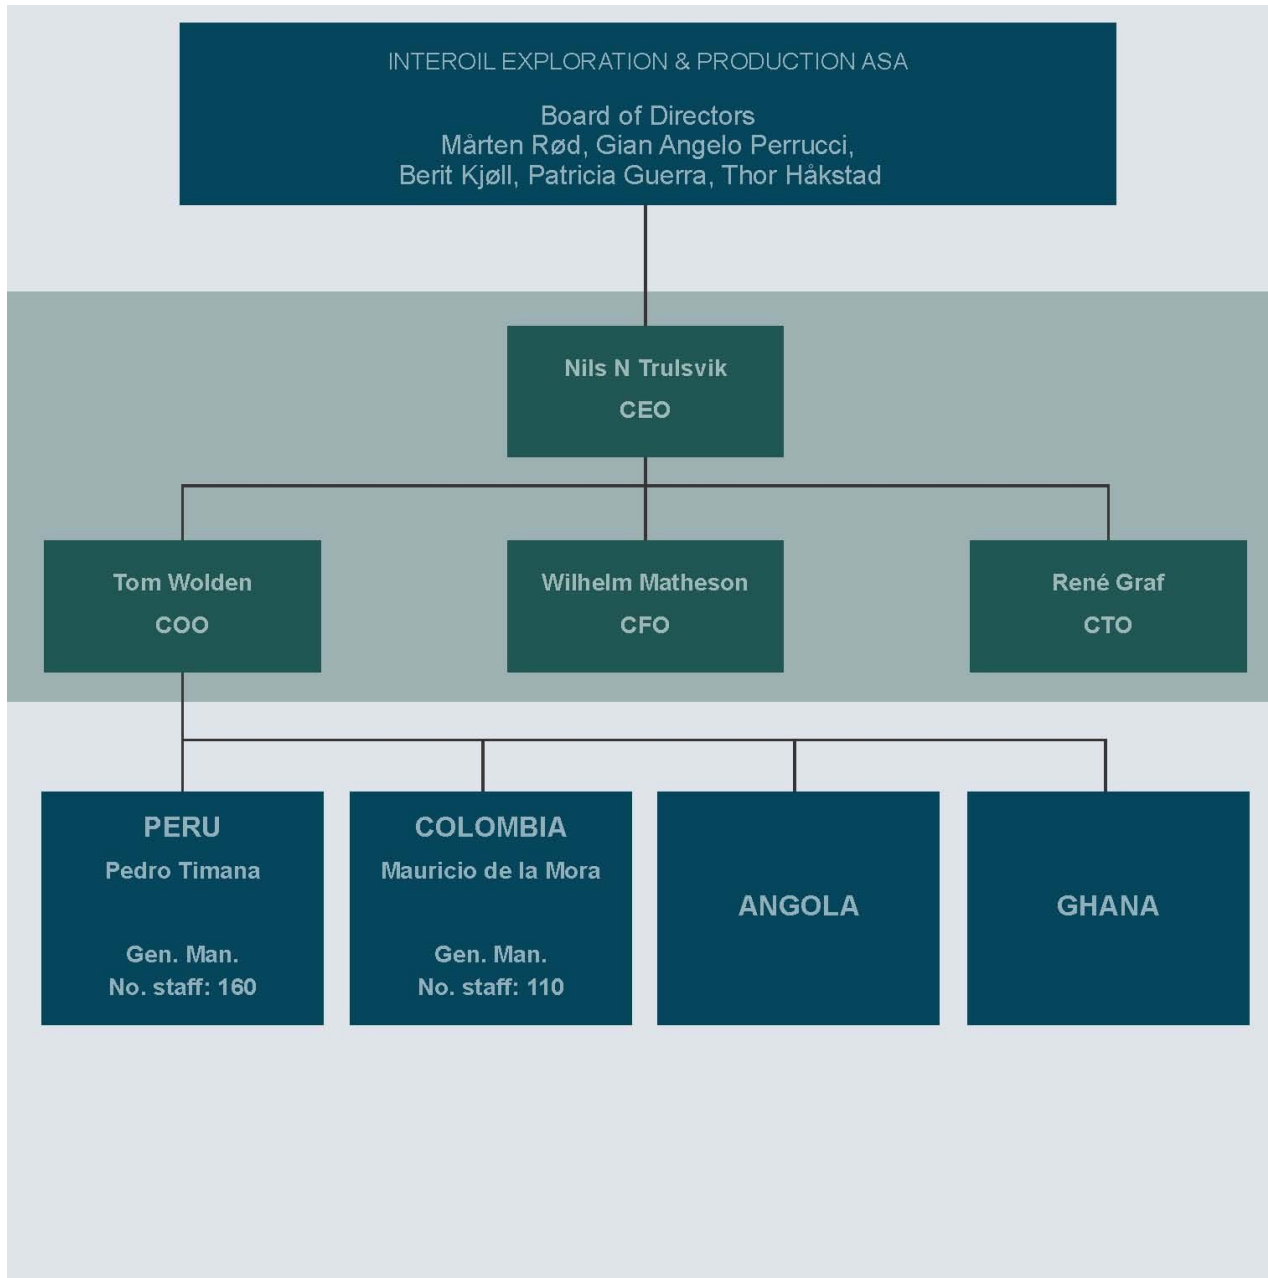 INTEROIL EXPLORATION & PRODUCTION ASA
Board of Directors
Mårten Rød, Gian Angelo Perrucci,
Berit Kjøll, Patricia Guerra, Thor Håkstad
Nils N Trulsvik
CEO
Tom Wolden
COO
Wilhelm Matheson
CFO
René Graf
CTO
PERU
Pedro Timana
Gen. Man.
No. staff: 160
COLOMBIA
Mauricio de la Mora
Gen. Man.
No. staff: 110
ANGOLA
GHANA